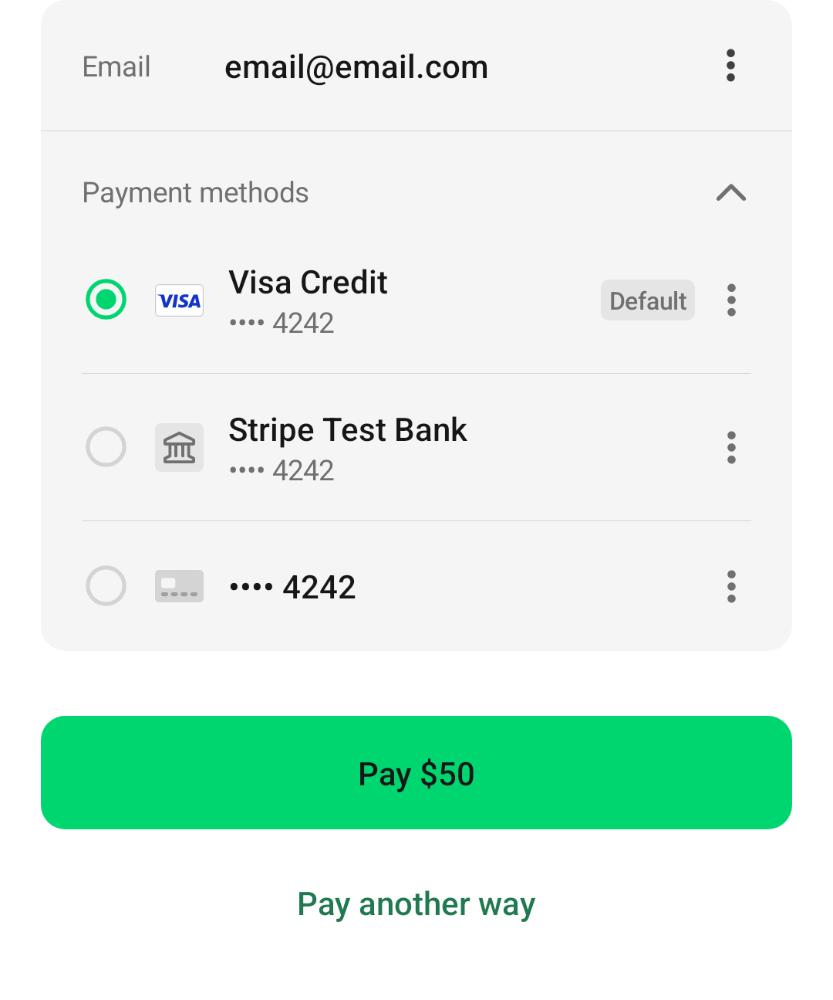 Email email@email.com
Payment methods
VISA Visa Credit Default
•••• 4242
Stripe Test Bank
•••• 4242
•••• 4242
Pay $50
Pay another way